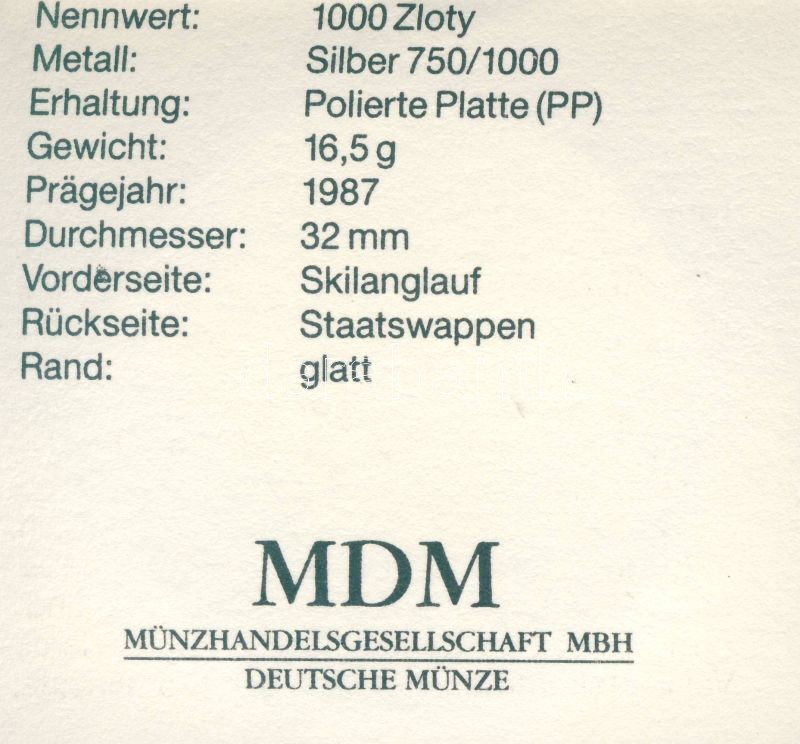 Nennwert: 1000 Zloty
Metall: Silber 750/1000
Erhaltung: Polierte Platte (PP)
Gewicht: 16,5 g
Prägejahr: 1987
Durchmesser: 32 mm
Vorderseite: Skilanglauf
Rückseite: Staatswappen
Rand: glatt
MDM
MÜNZHANDELSGESELLSCHAFT MBH
DEUTSCHE MÜNZE